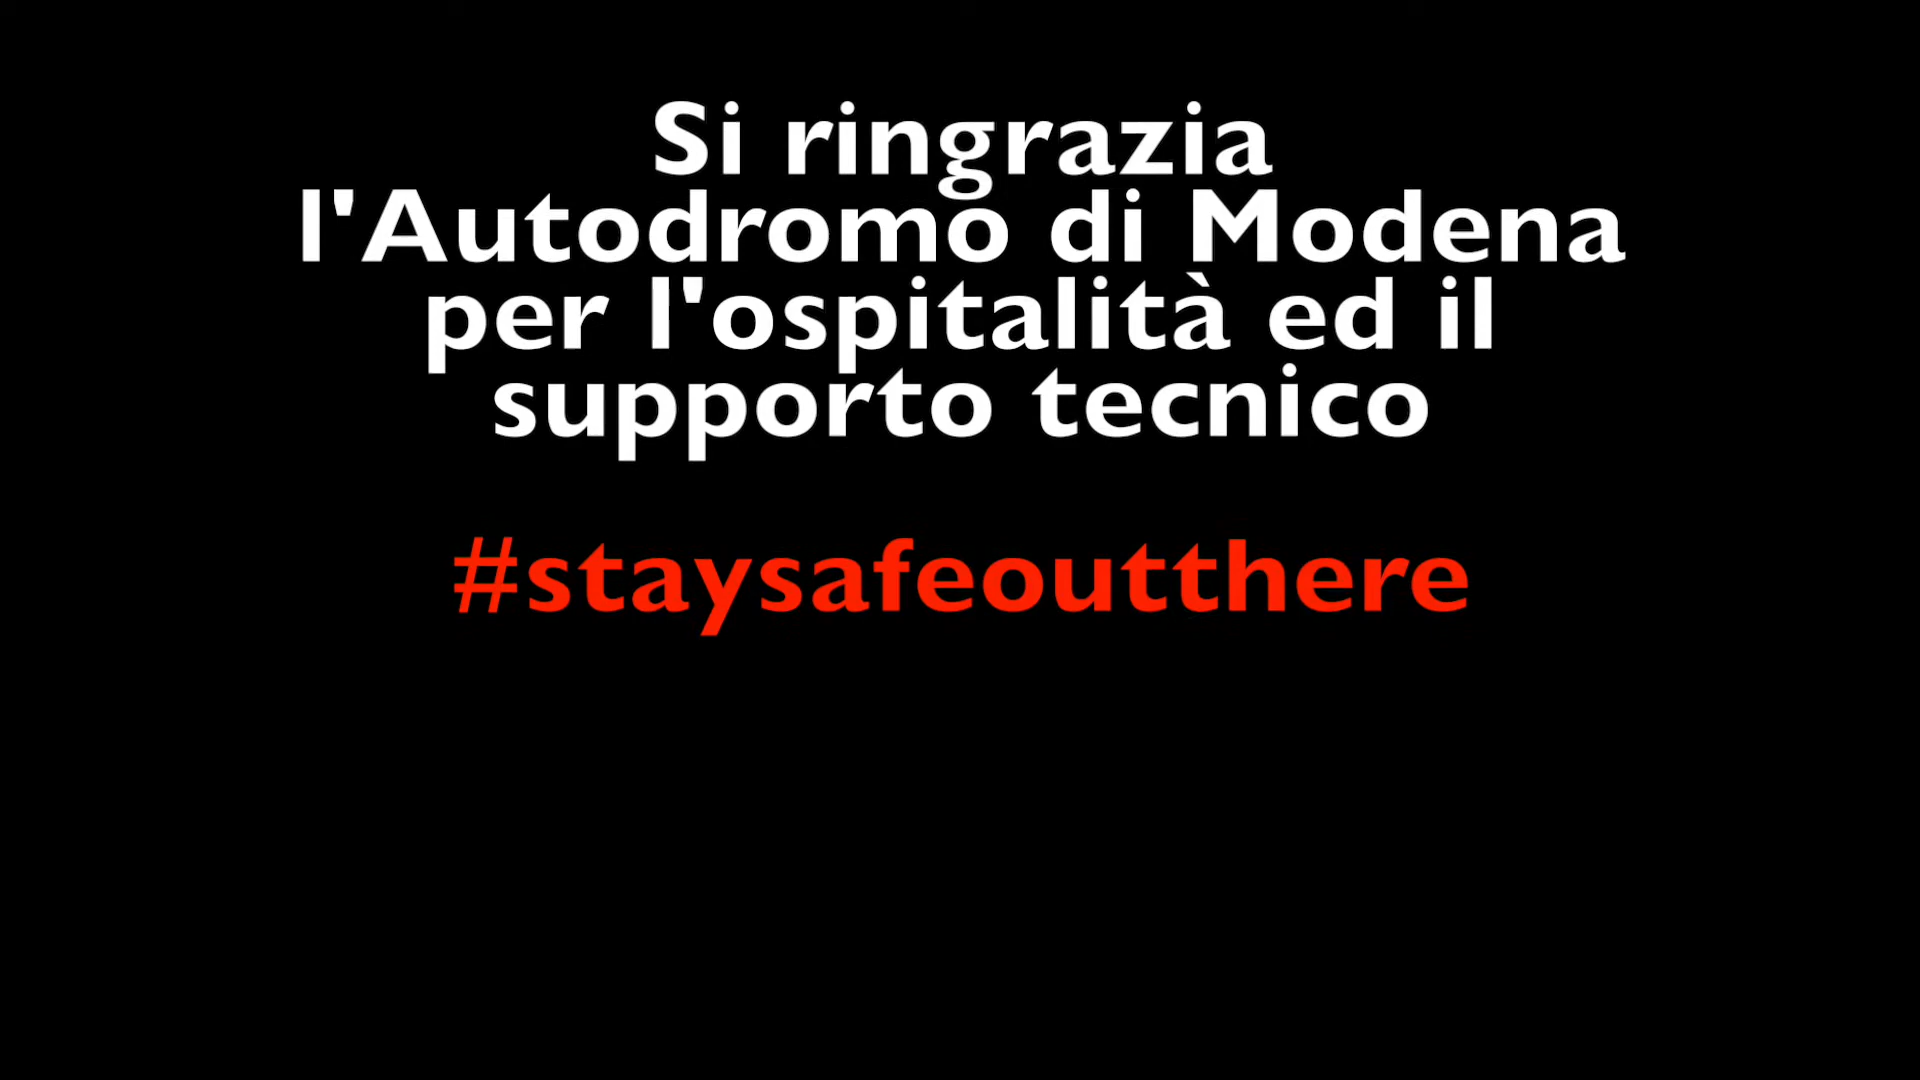 Si ringrazia
l'Autodromo di Modena
per l'ospitalità ed il
supporto tecnico
#staysafeoutthere